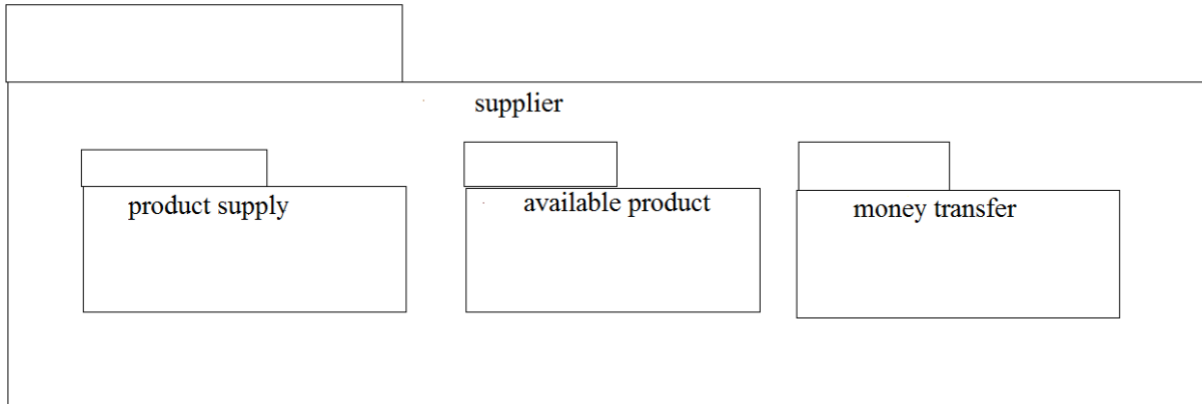 supplier
product supply
available product
money transfer